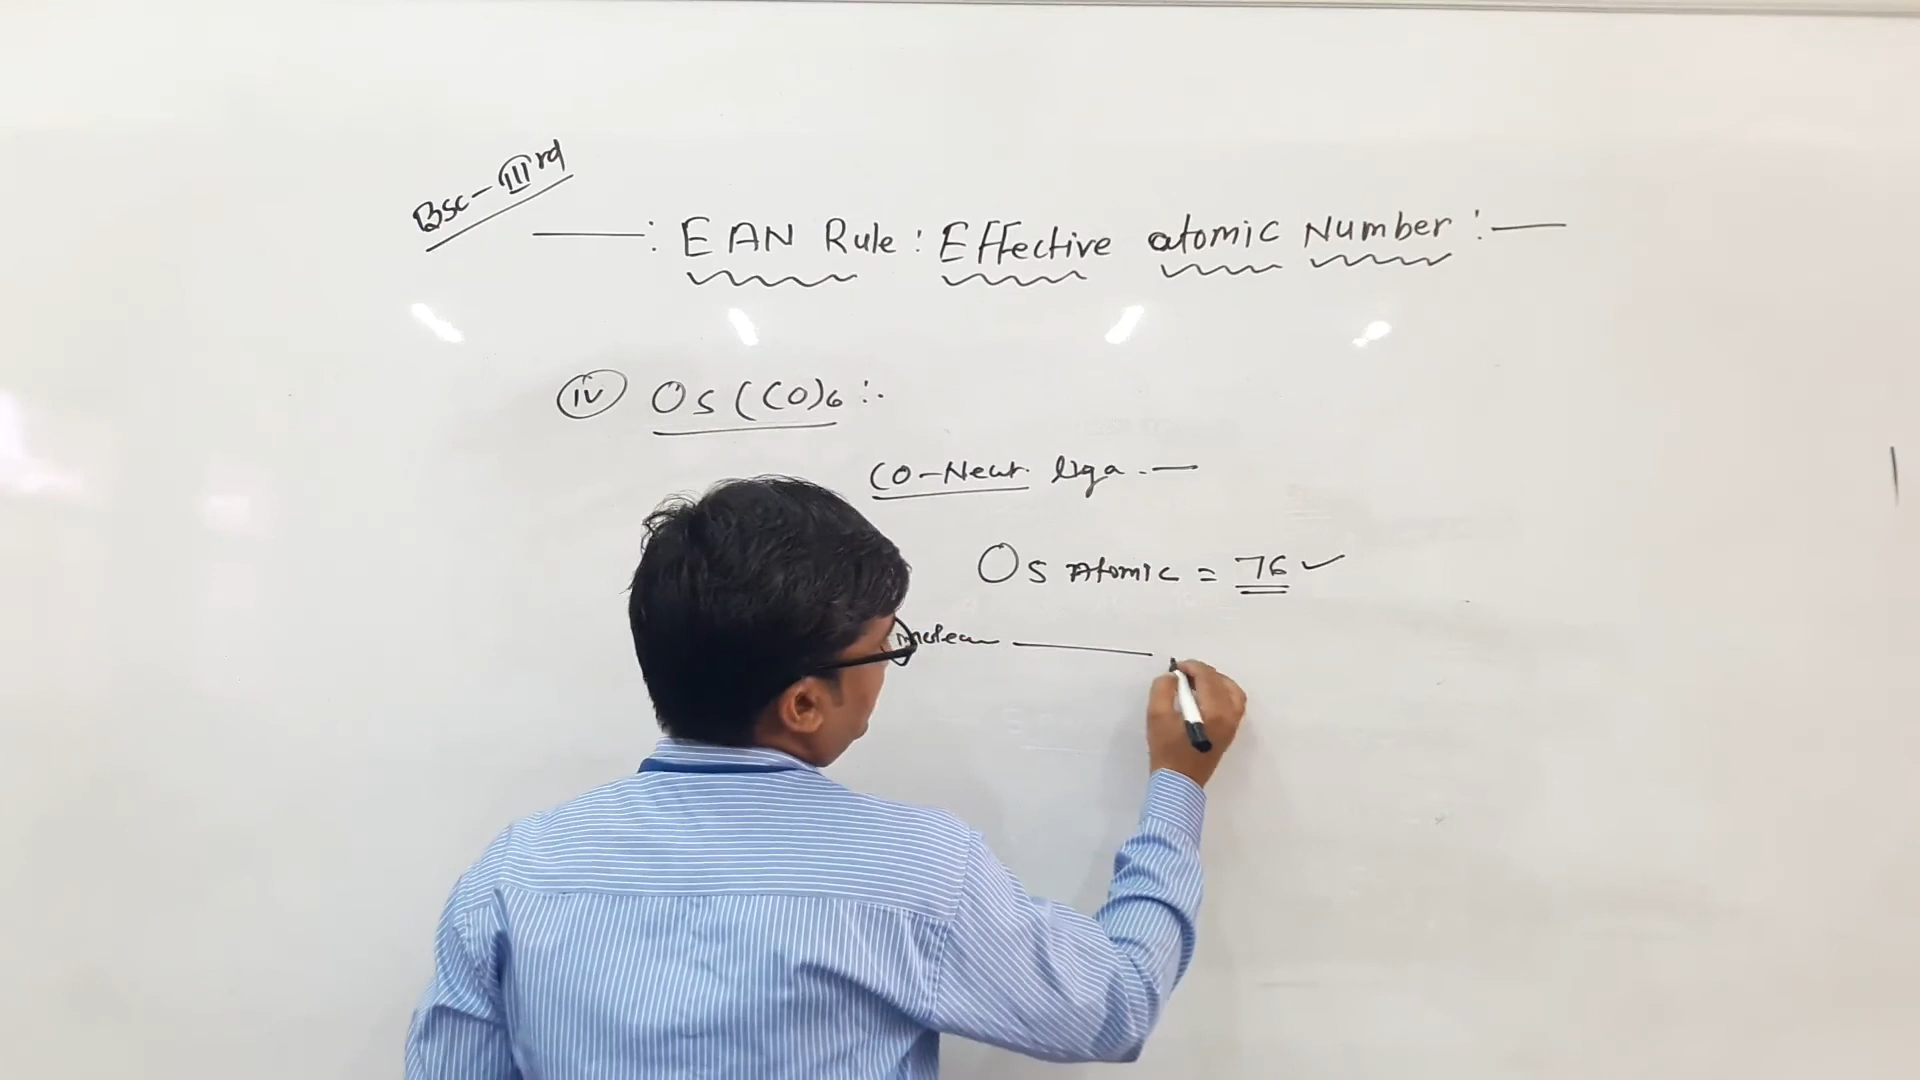 Bsc-IIIrd
: EAN Rule : Effective atomic Number :
iv Os(CO)6 :.
CO-Neut. liga.
Os Atomic = 76 ✓